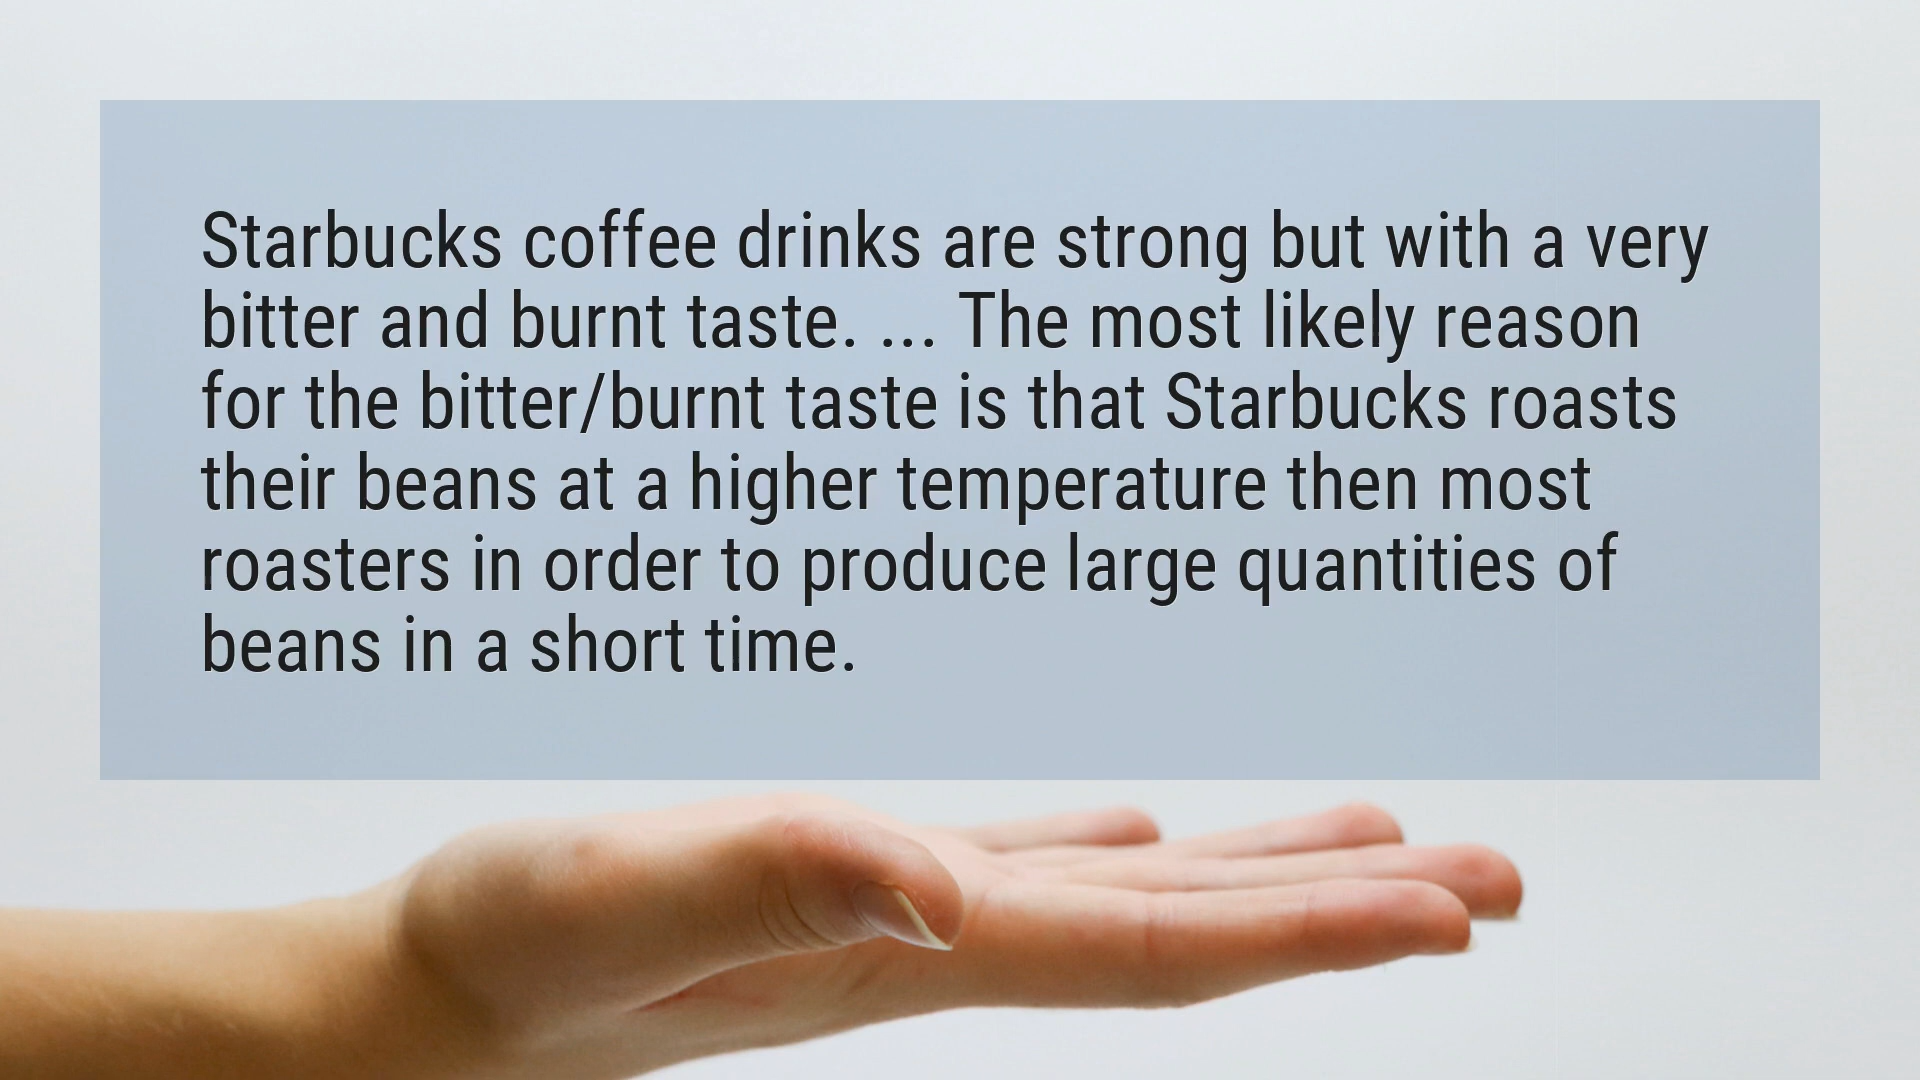 Starbucks coffee drinks are strong but with a very
bitter and burnt taste. ... The most likely reason
for the bitter/burnt taste is that Starbucks roasts
their beans at a higher temperature then most
roasters in order to produce large quantities of
beans in a short time.